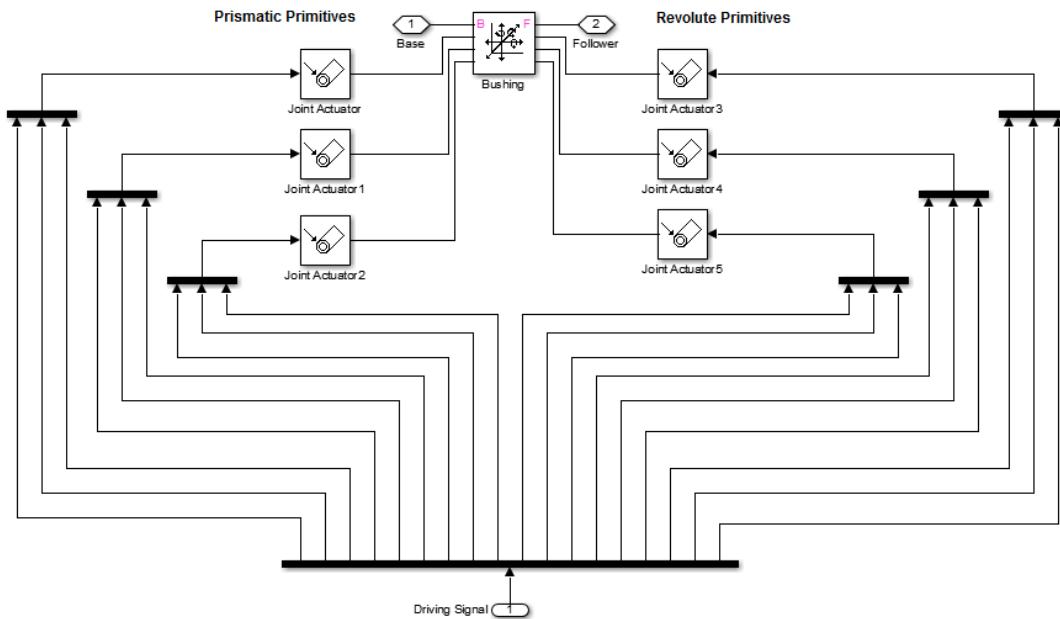 Prismatic Primitives
Revolute Primitives
1
B
F
2
Base
Follower
Bushing
Joint Actuator
Joint Actuator3
Joint Actuator1
Joint Actuator4
Joint Actuator2
Joint Actuator5
Driving Signal
1